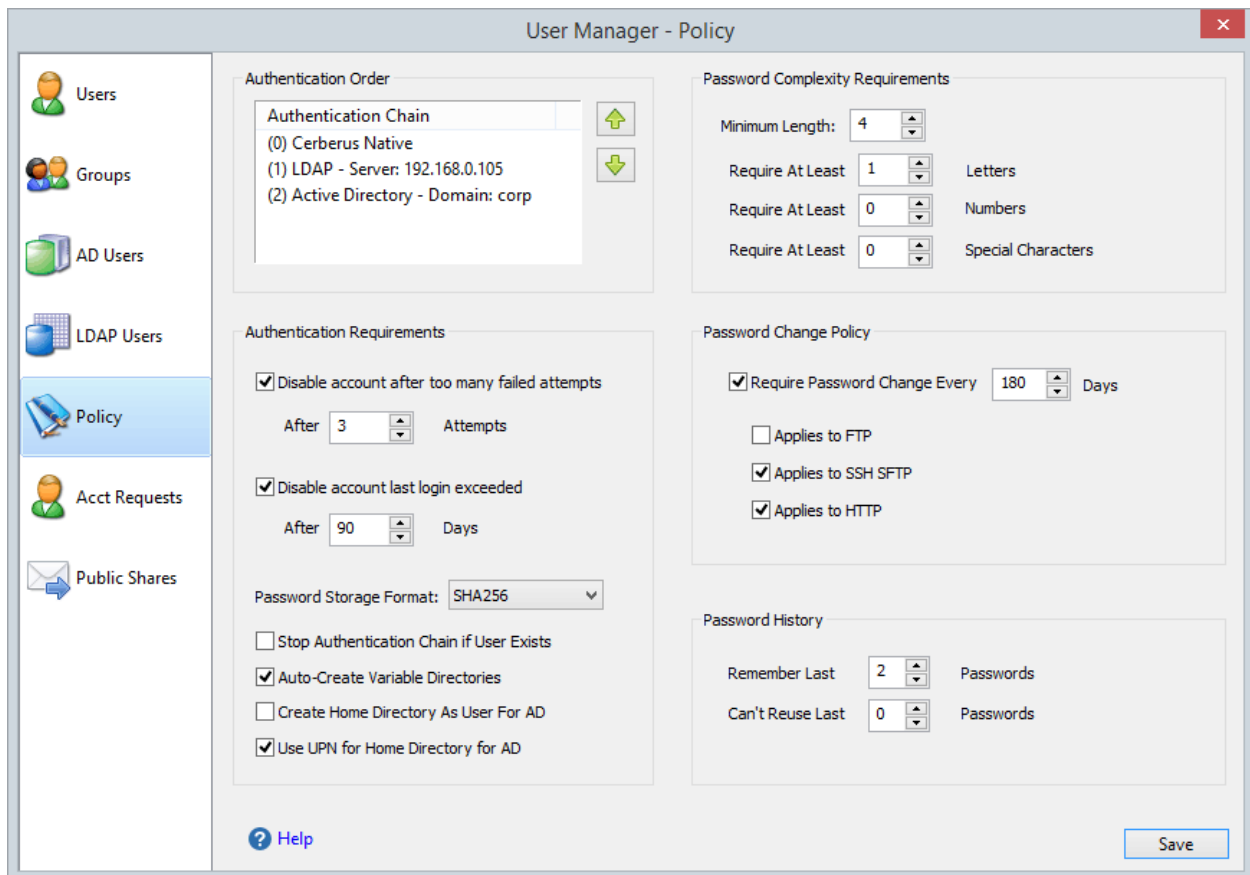 User Manager - Policy
Users
Groups
AD Users
LDAP Users
Policy
Acct Requests
Public Shares
Authentication Order
Authentication Chain
(0) Cerberus Native
(1) LDAP - Server: 192.168.0.105
(2) Active Directory - Domain: corp
Authentication Requirements
Disable account after too many failed attempts
After 3 Attempts
Disable account last login exceeded
After 90 Days
Password Storage Format: SHA256
Stop Authentication Chain if User Exists
Auto-Create Variable Directories
Create Home Directory As User For AD
Use UPN for Home Directory for AD
Password Complexity Requirements
Minimum Length: 4
Require At Least 1 Letters
Require At Least 0 Numbers
Require At Least 0 Special Characters
Password Change Policy
Require Password Change Every 180 Days
Applies to FTP
Applies to SSH SFTP
Applies to HTTP
Password History
Remember Last 2 Passwords
Can't Reuse Last 0 Passwords
? Help
Save